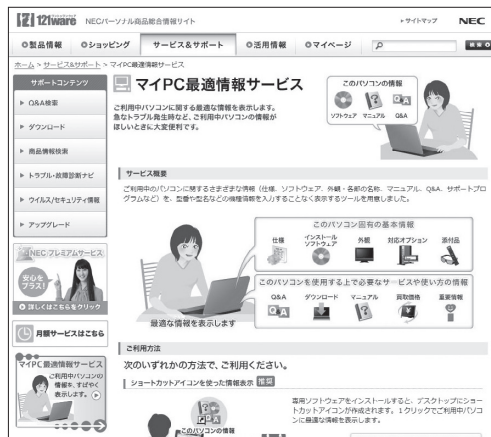 121ware NECパーソナル商品総合情報サイト
サイトマップ
NEC
製品情報
ショッピング
サービス&サポート
活用情報
マイページ
検索
ホーム > サービス&サポート > マイPC最適情報サービス
サポートコンテンツ
Q&A検索
ダウンロード
商品情報検索
トラブル・故障診断ナビ
ウイルス/セキュリティ情報
アップグレード
NECプレミアムサービス
安心を
プラス!
詳しくはこちらをクリック
月額サービスはこちら
マイPC最適情報サービス
ご利用中パソコンの
情報を、すばやく
表示します。
マイPC最適情報サービス
ご利用中パソコンに関する最適な情報を表示します。
急なトラブル発生時など、ご利用中パソコンの情報が
ほしいときに大変便利です。
このパソコンの情報
ソフトウェア マニュアル Q&A
サービス概要
ご利用中のパソコンに関するさまざまな情報(仕様、ソフトウェア、外観・各部の名称、マニュアル、Q&A、サポートプロ
グラムなど)を、型番や型名などの機種情報を入力することなく表示するツールを用意しました。
このパソコン固有の基本情報
仕様 インストールソフトウェア 外観 対応オプション 添付品
このパソコンを使用する上で必要なサービスや使い方の情報
Q&A ダウンロード マニュアル 買取価格 重要情報
最適な情報を表示します
ご利用方法
次のいずれかの方法で、ご利用ください。
ショートカットアイコンを使った情報表示 推奨
専用ソフトウェアをインストールすると、デスクトップにショー
トカットアイコンが作成されます。1クリックでご利用中パソコ
ンに最適な情報を表示します。
このパソコンの情報